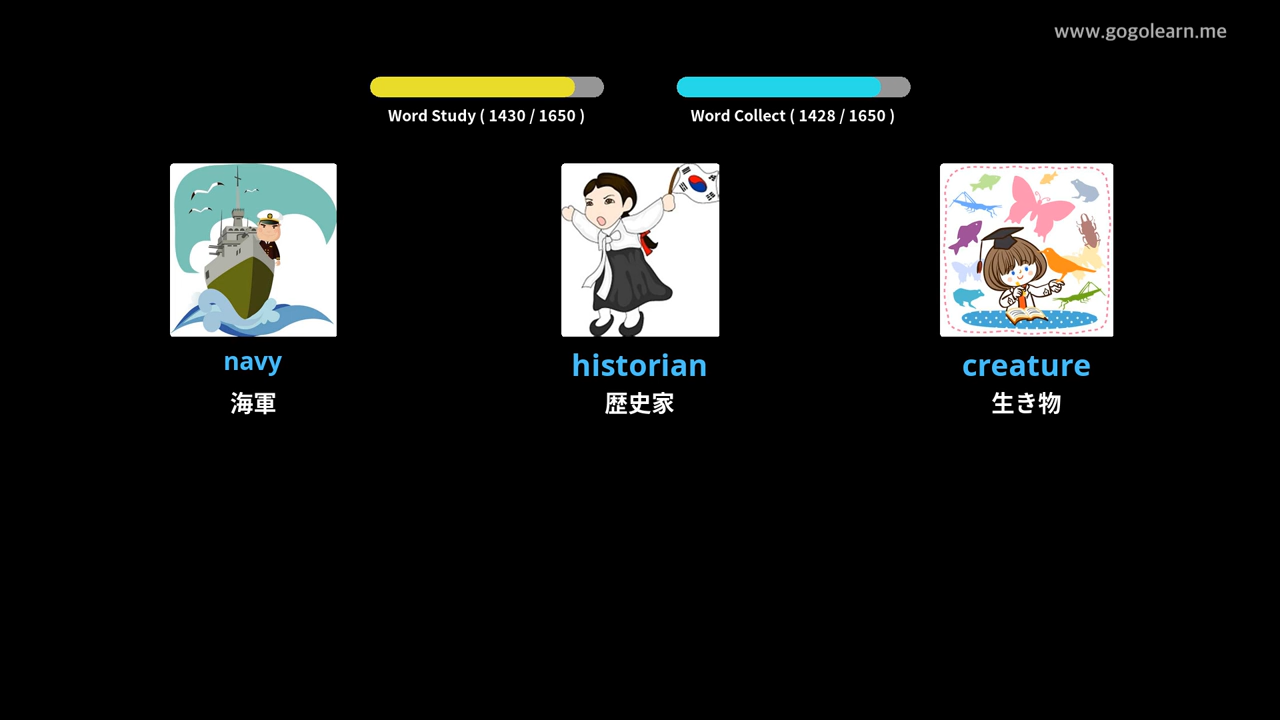 www.gogolearn.me
Word Study ( 1430 / 1650 )
Word Collect ( 1428 / 1650 )
navy
historian
creature
海軍
歴史家
生き物